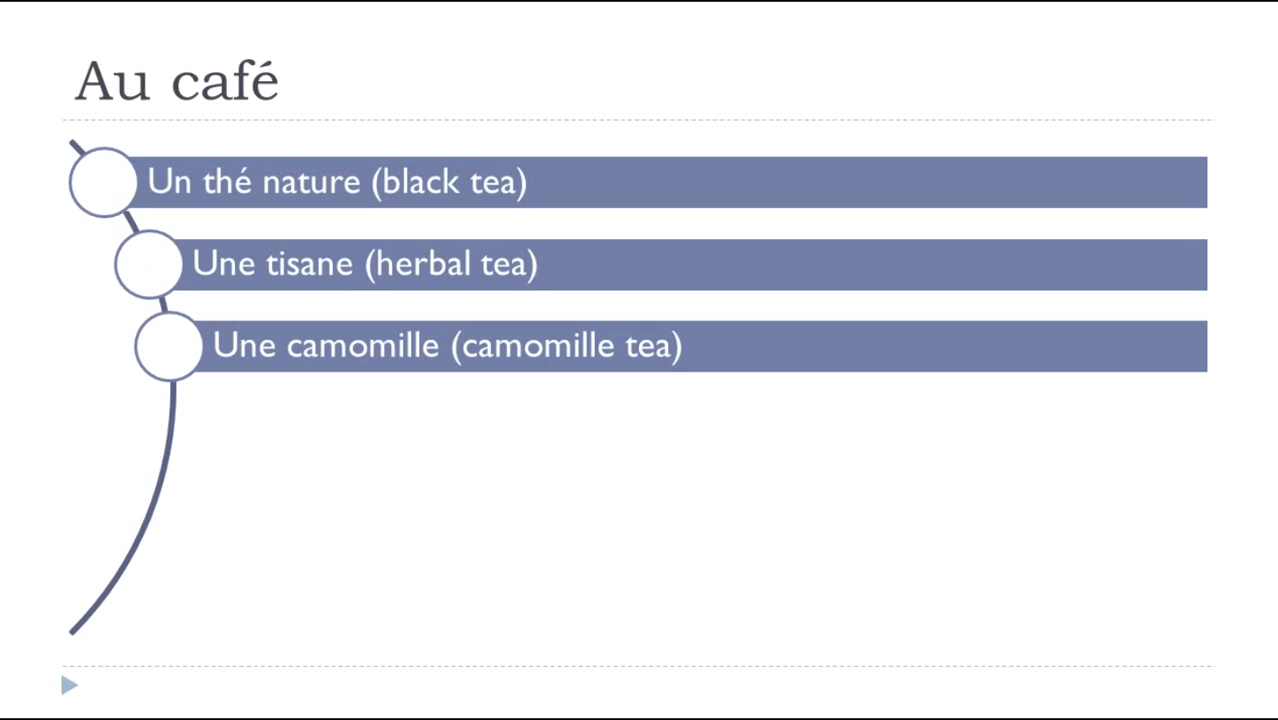 Au café
Un thé nature (black tea)
Une tisane (herbal tea)
Une camomille (camomille tea)